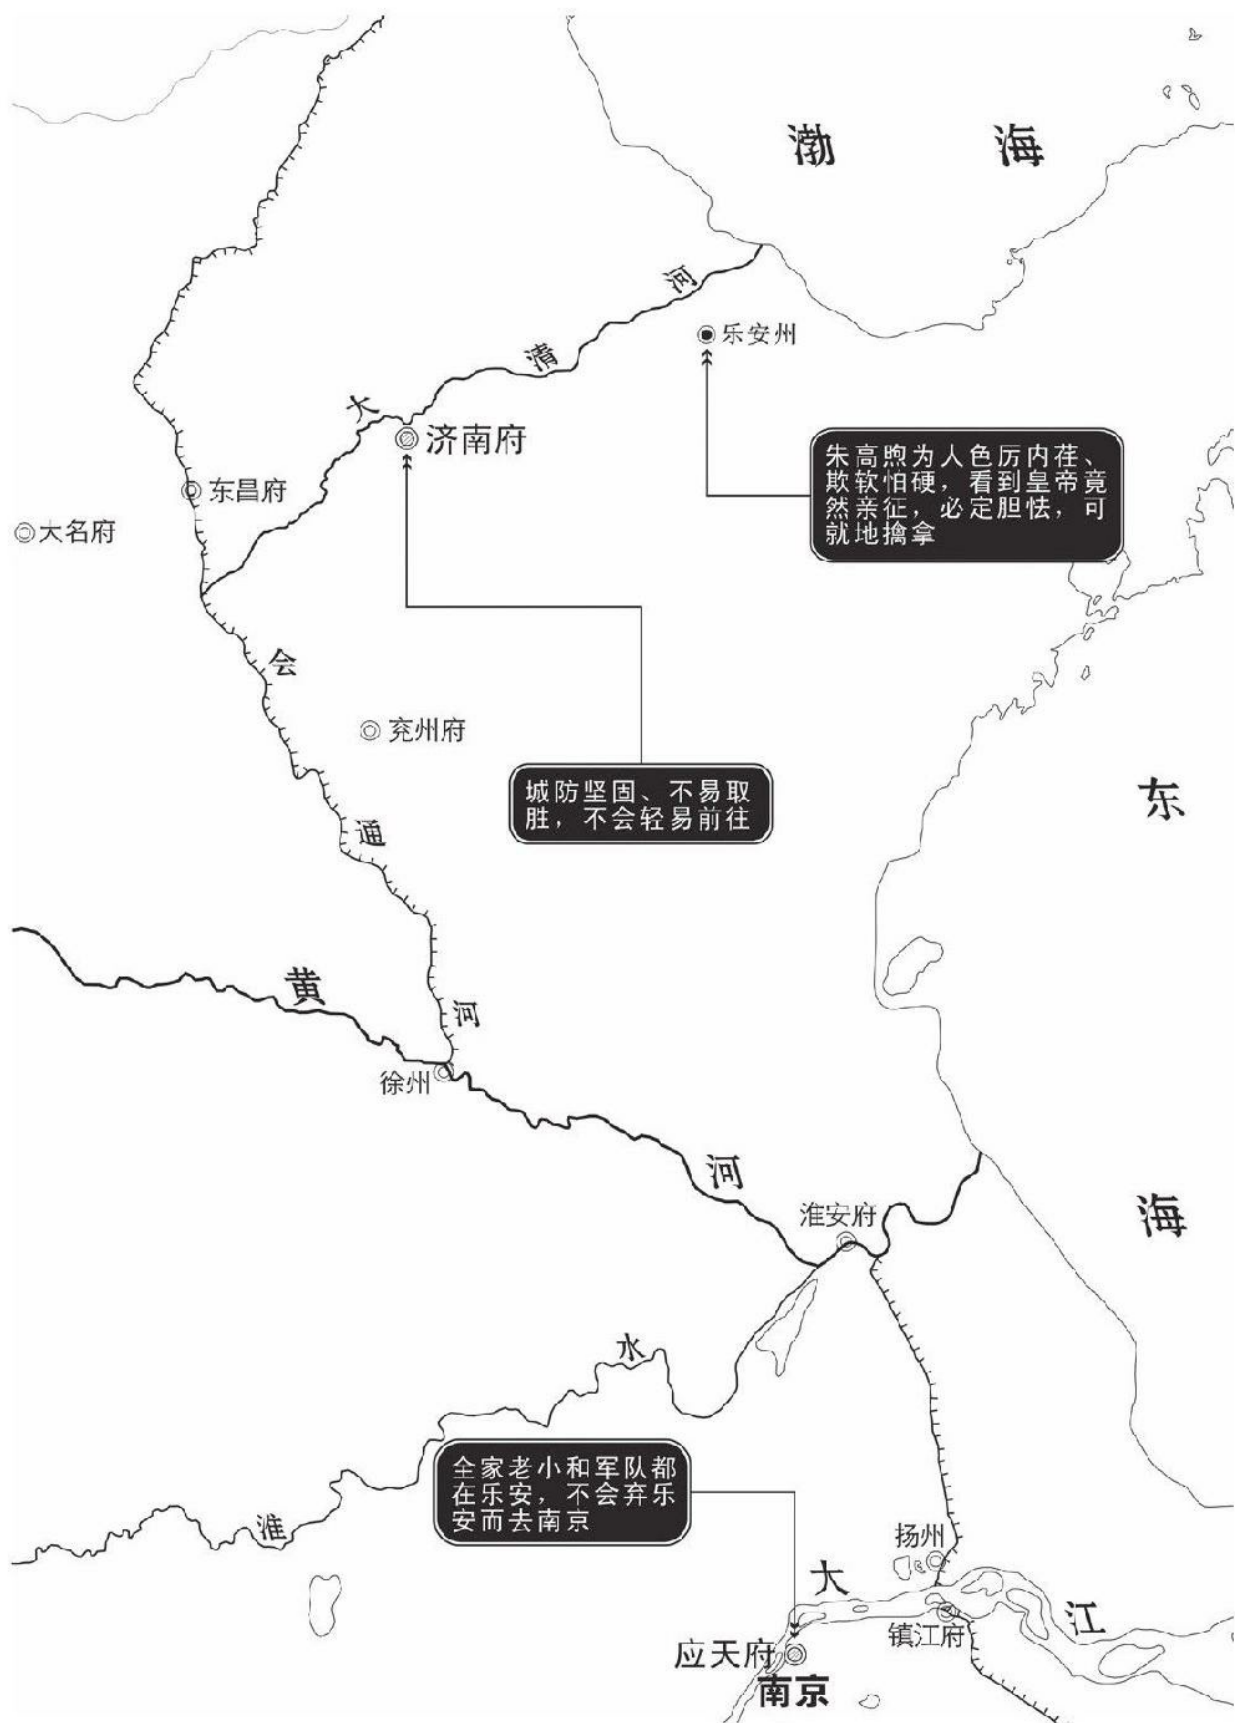 渤海
河
清
乐安州
大
济南府
东昌府
大名府
朱高煦为人色厉内荏、
欺软怕硬，看到皇帝竟
然亲征，必定胆怯，可
就地擒拿
会
兖州府
城防坚固、不易取
胜，不会轻易前往
东
通
黄
河
徐州
河
淮安府
海
水
全家老小和军队都
在乐安，不会弃乐
安而去南京
淮
扬州
大
江
镇江府
应天府
南京